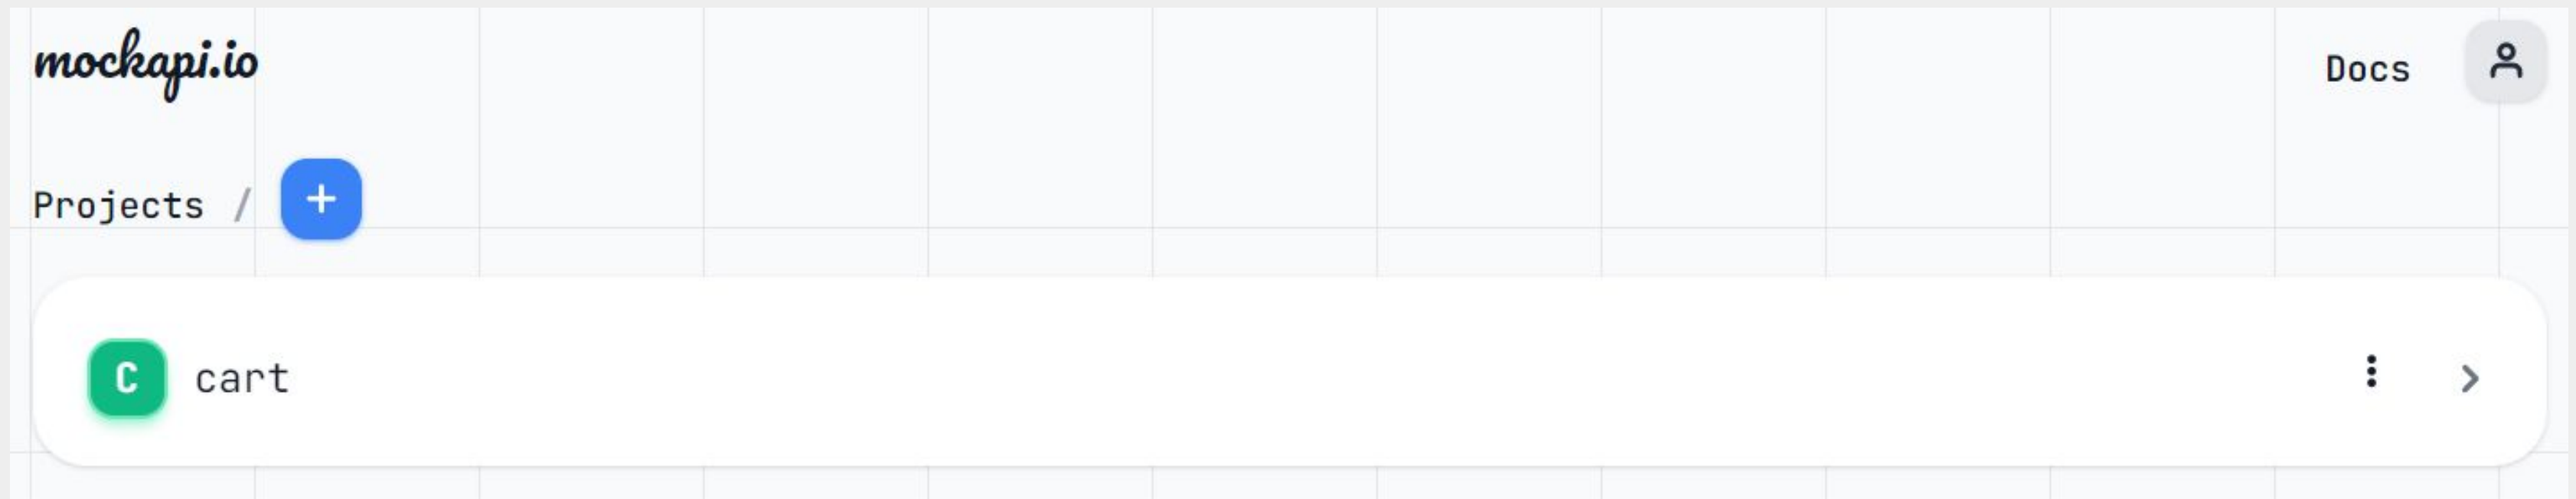 mockapi.io
Docs
Projects /
+
C cart